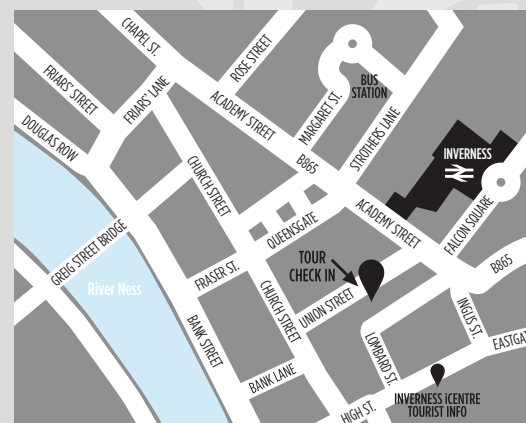 CHAPEL ST.
ROSE STREET
FRIARS' STREET
FRIARS' LANE
BUS
STATION
ACADEMY STREET
MARGARET ST.
STROTHERS LANE
DOUGLAS ROW
B865
INVERNESS
CHURCH STREET
ACADEMY STREET
FALCON SQUARE
QUEENSGATE
GREIG STREET BRIDGE
TOUR
CHECK IN
B865
FRASER ST.
River Ness
CHURCH STREET
UNION STREET
INGLIS ST.
BANK STREET
LOMBARD ST.
EASTGA
BANK LANE
HIGH ST.
INVERNESS iCENTRE
TOURIST INFO